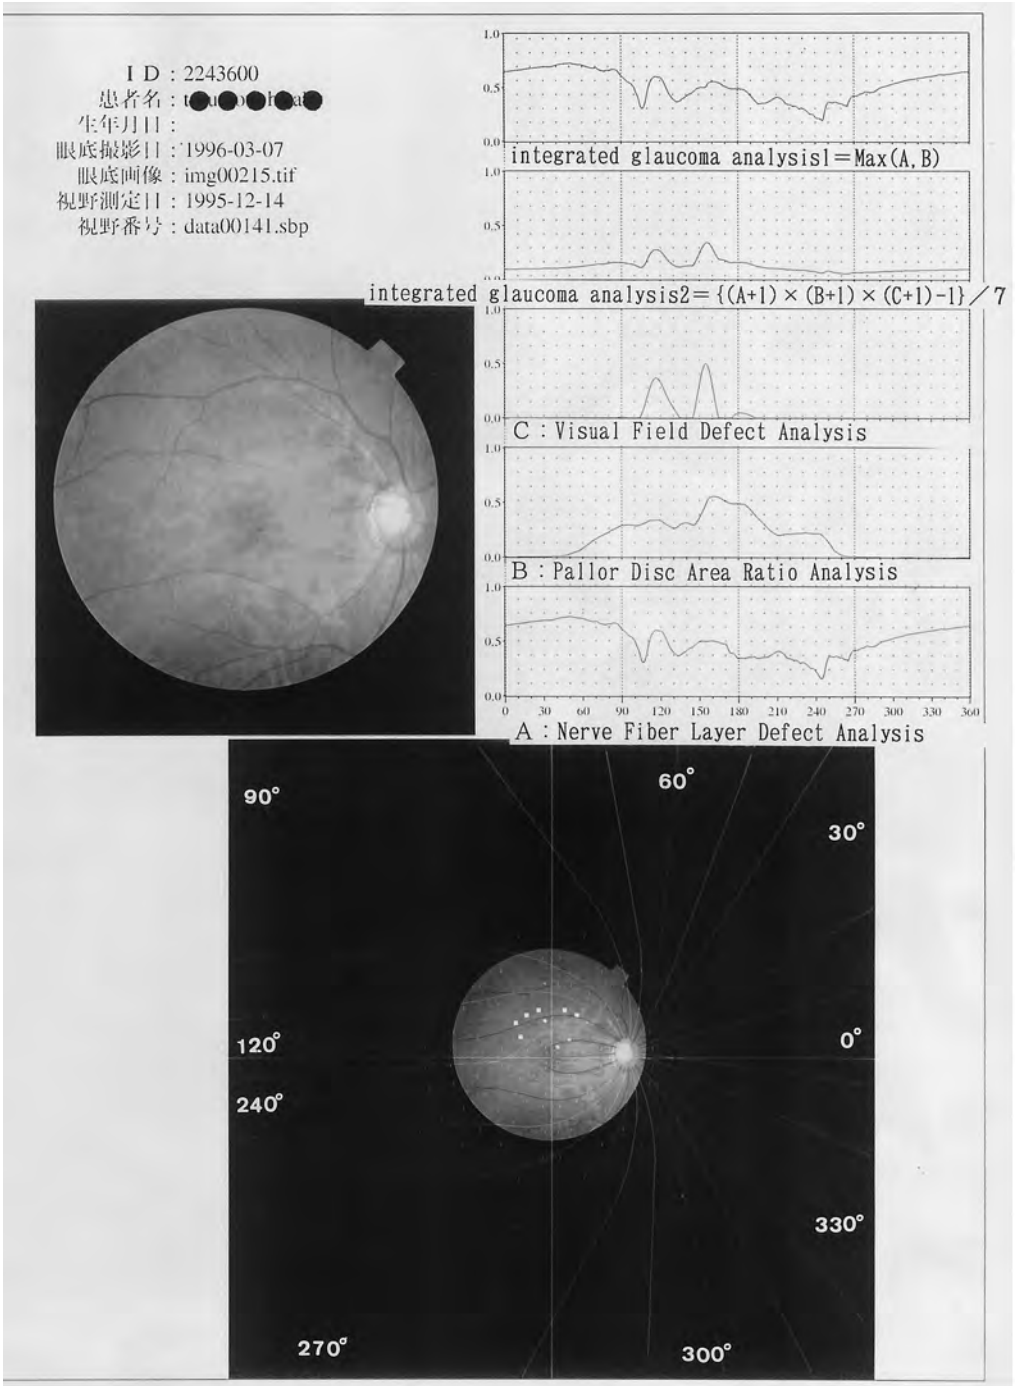 ID : 2243600
患者名 :
生年月日 :
眼底撮影日 : 1996-03-07
眼底画像 : img00215.tif
視野測定日 : 1995-12-14
視野番号 : data00141.sbp
1.0
0.5
0.0
integrated glaucoma analysis1=Max(A,B)
1.0
0.5
0.0
integrated glaucoma analysis2={(A+1)×(B+1)×(C+1)-1}/7
1.0
0.5
0.0
C : Visual Field Defect Analysis
1.0
0.5
0.0
B : Pallor Disc Area Ratio Analysis
1.0
0.5
0.0
0 30 60 90 120 150 180 210 240 270 300 330 360
A : Nerve Fiber Layer Defect Analysis
90°
60°
30°
120°
0°
240°
330°
270°
300°